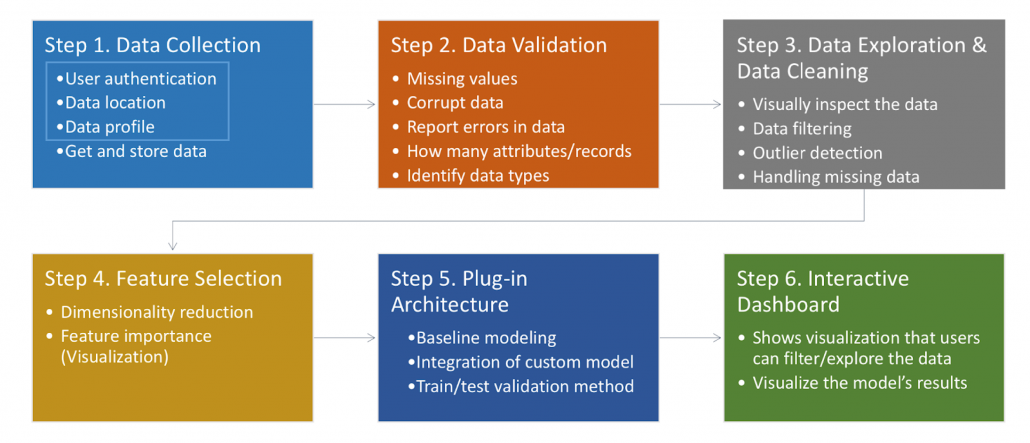 Step 1. Data Collection
•User authentication
•Data location
•Data profile
•Get and store data
Step 2. Data Validation
• Missing values
• Corrupt data
• Report errors in data
• How many attributes/records
• Identify data types
Step 3. Data Exploration &
Data Cleaning
• Visually inspect the data
• Data filtering
• Outlier detection
• Handling missing data
Step 4. Feature Selection
• Dimensionality reduction
• Feature importance
(Visualization)
Step 5. Plug-in
Architecture
•Baseline modeling
•Integration of custom model
•Train/test validation method
Step 6. Interactive
Dashboard
• Shows visualization that users
can filter/explore the data
• Visualize the model’s results